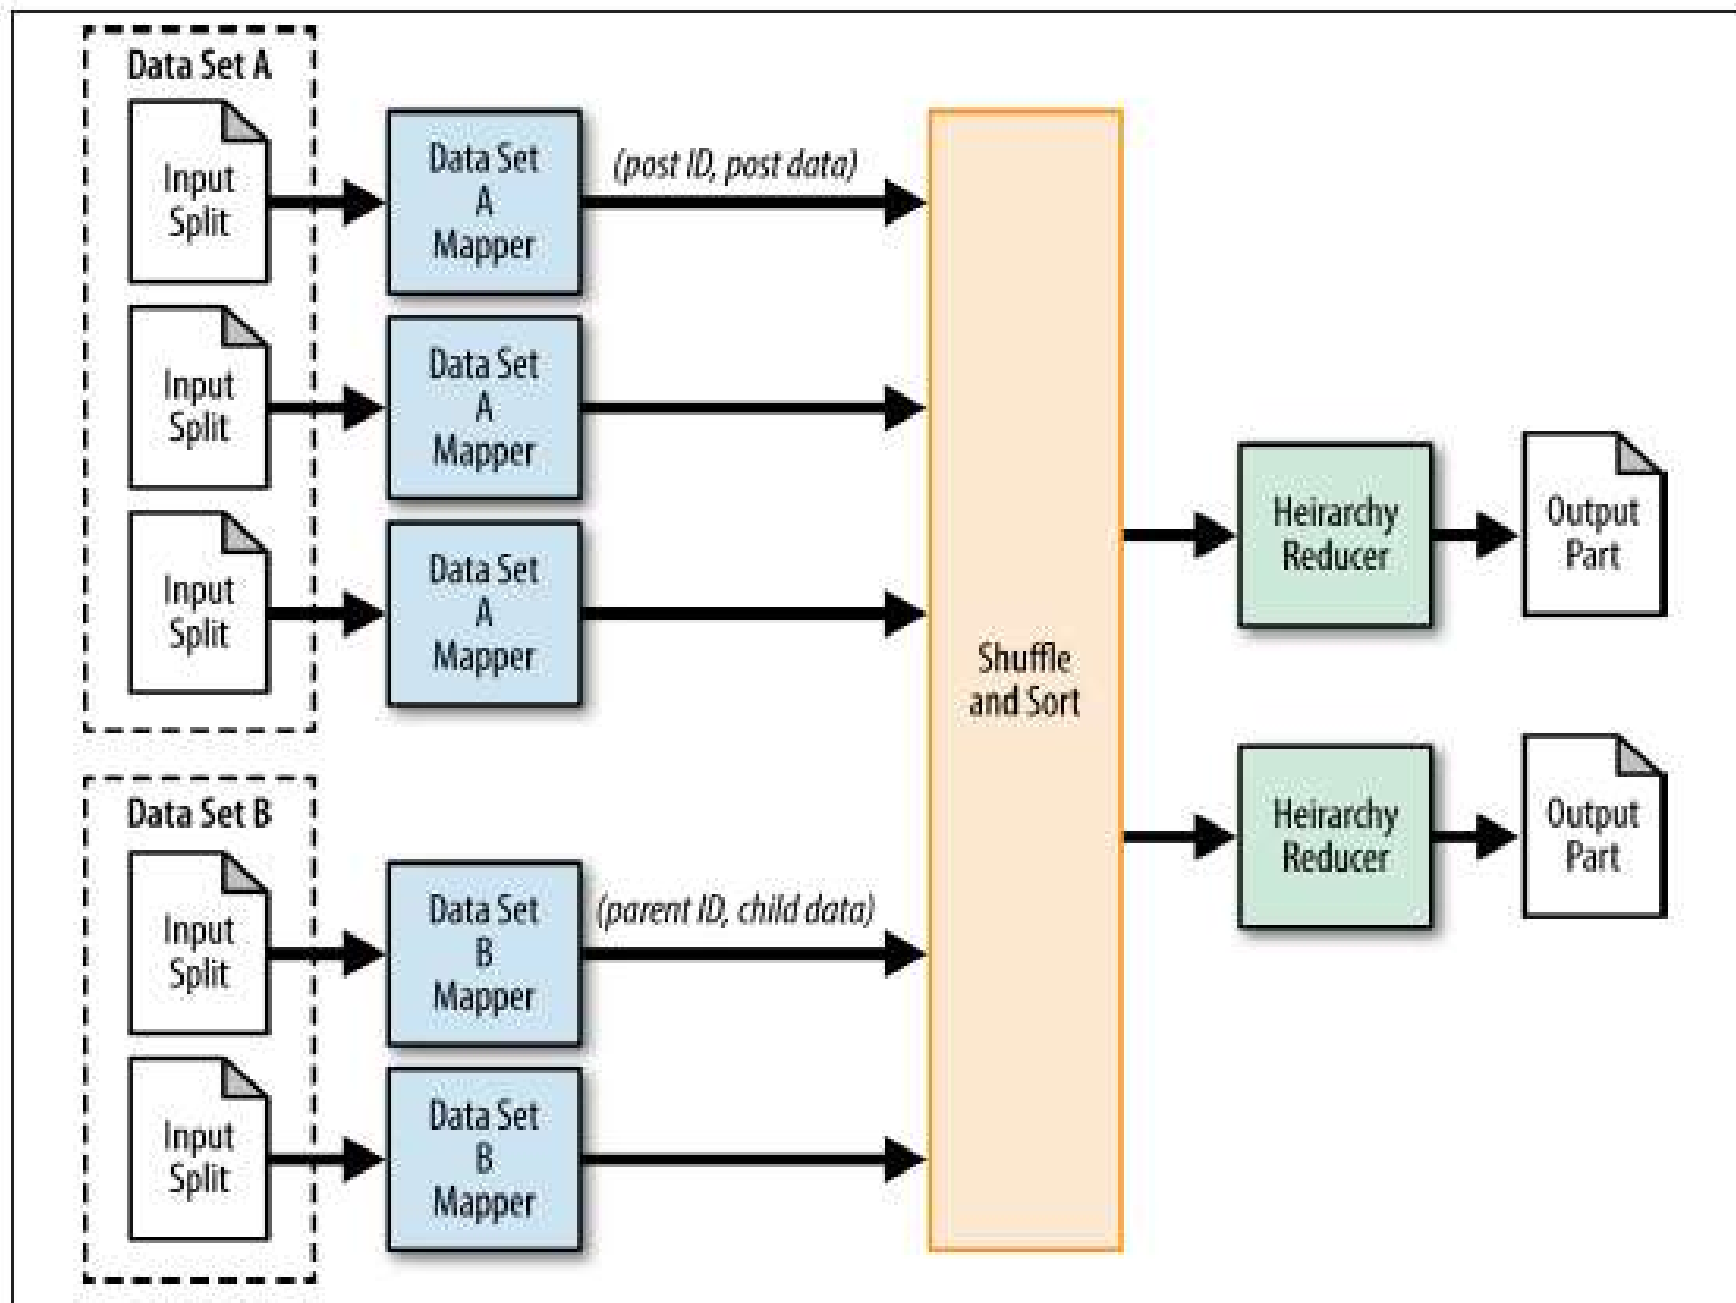 Data Set A
Input
Split
Data Set
A
Mapper
(post ID, post data)
Input
Split
Data Set
A
Mapper
Input
Split
Data Set
A
Mapper
Shuffle
and Sort
Heirarchy
Reducer
Output
Part
Heirarchy
Reducer
Output
Part
Data Set B
Input
Split
Data Set
B
Mapper
(parent ID, child data)
Input
Split
Data Set
B
Mapper